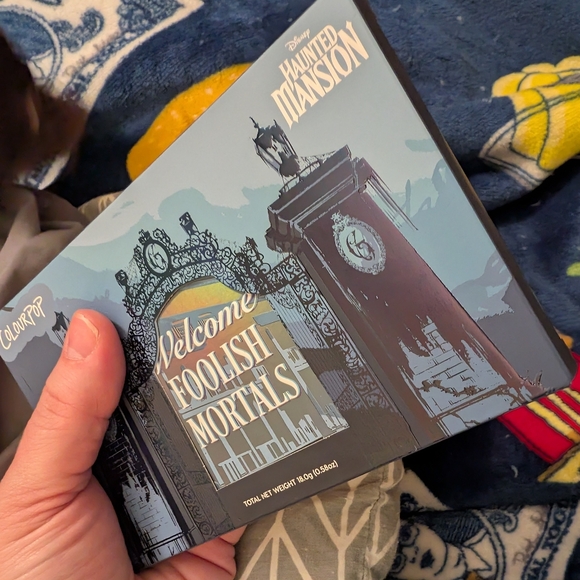 Disney
HAUNTED
MANSION
COLOURPOP
Welcome
FOOLISH
MORTALS
TOTAL NET WEIGHT 18.0g (0.58oz)